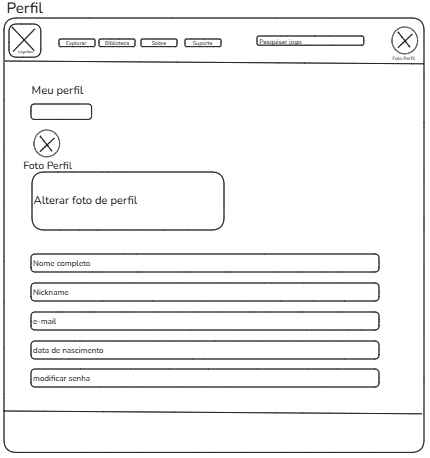 Perfil
Logotipo
Explorar
Biblioteca
Sobre
Suporte
Pesquisar jogo
Foto Perfil
Meu perfil
Foto Perfil
Alterar foto de perfil
Nome completo
Nickname
e-mail
data de nascimento
modificar senha